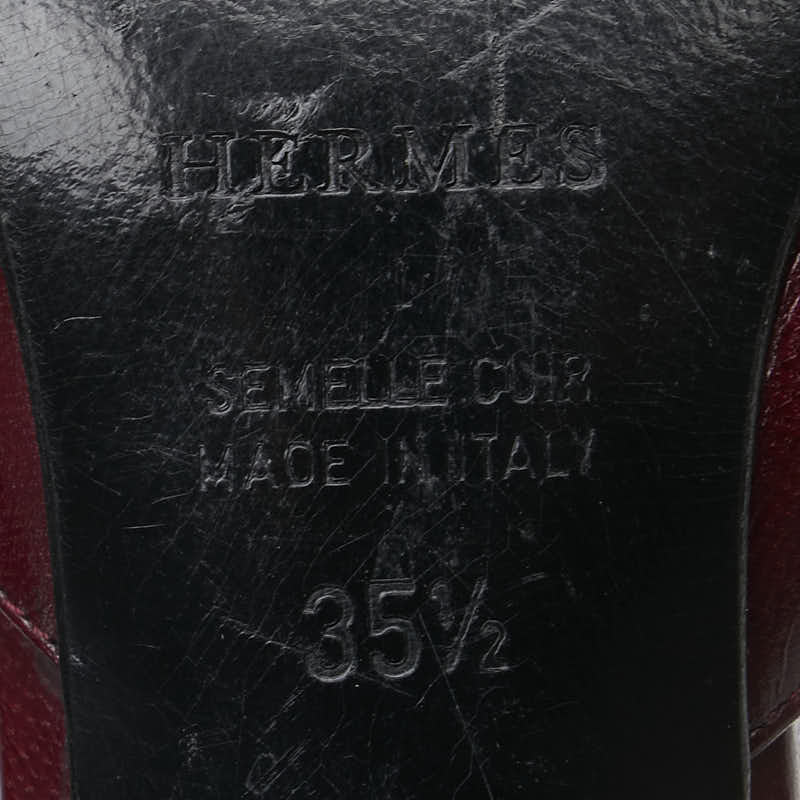 HERMES
SEMELLE CUIR
MADE IN ITALY
35½